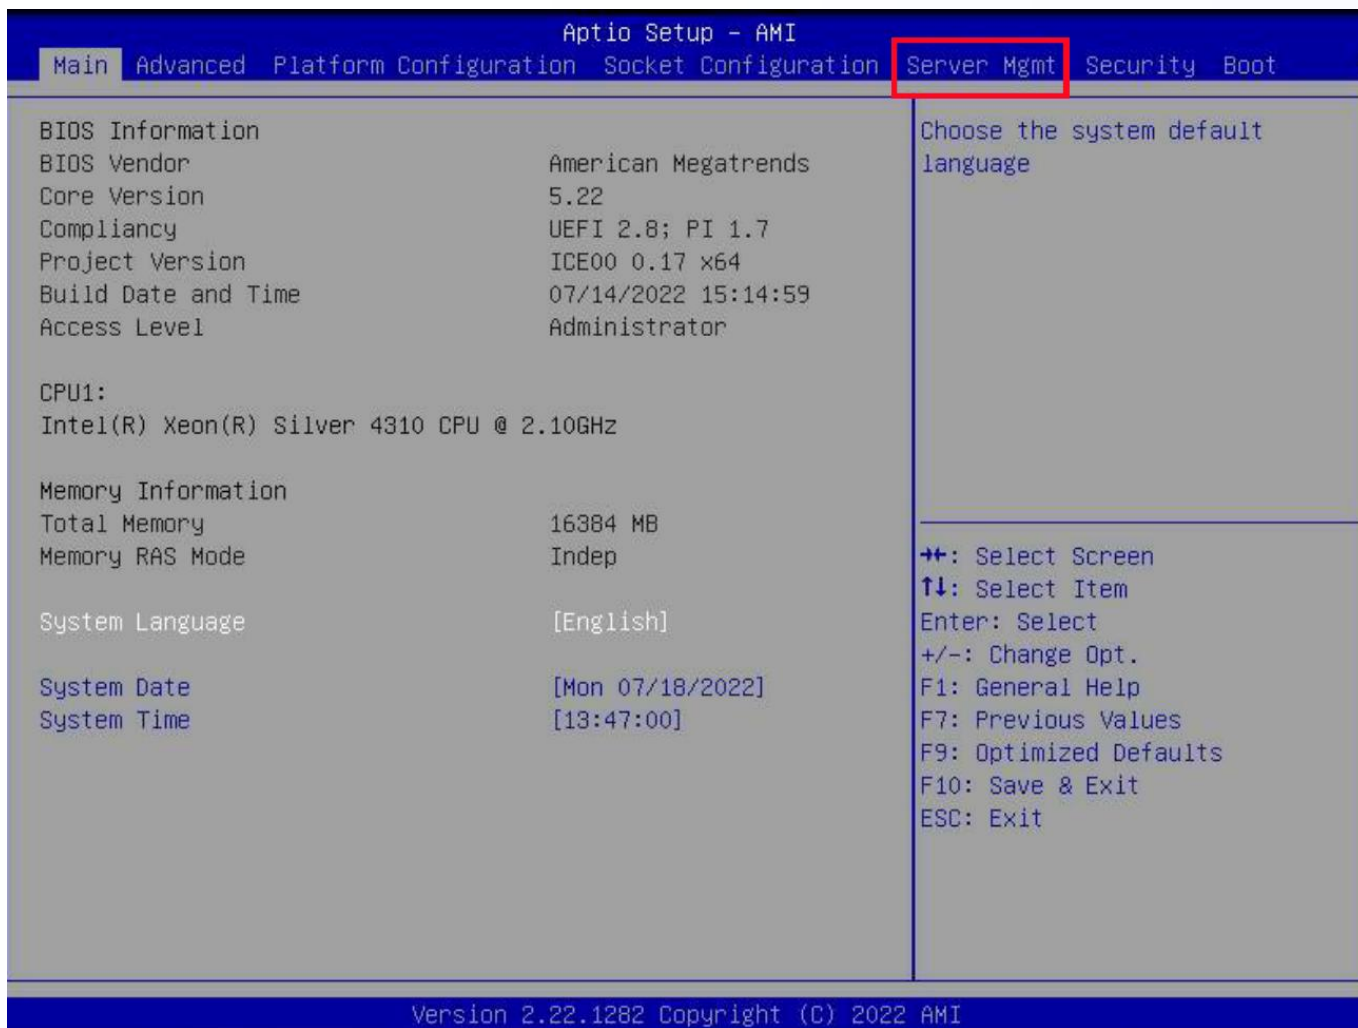 Aptio Setup – AMI
Main Advanced Platform Configuration Socket Configuration Server Mgmt Security Boot
BIOS Information
BIOS Vendor American Megatrends
Core Version 5.22
Compliancy UEFI 2.8; PI 1.7
Project Version ICE00 0.17 x64
Build Date and Time 07/14/2022 15:14:59
Access Level Administrator
CPU1:
Intel(R) Xeon(R) Silver 4310 CPU @ 2.10GHz
Memory Information
Total Memory 16384 MB
Memory RAS Mode Indep
System Language [English]
System Date [Mon 07/18/2022]
System Time [13:47:00]
Choose the system default
language
→←: Select Screen
↑↓: Select Item
Enter: Select
+/-: Change Opt.
F1: General Help
F7: Previous Values
F9: Optimized Defaults
F10: Save & Exit
ESC: Exit
Version 2.22.1282 Copyright (C) 2022 AMI